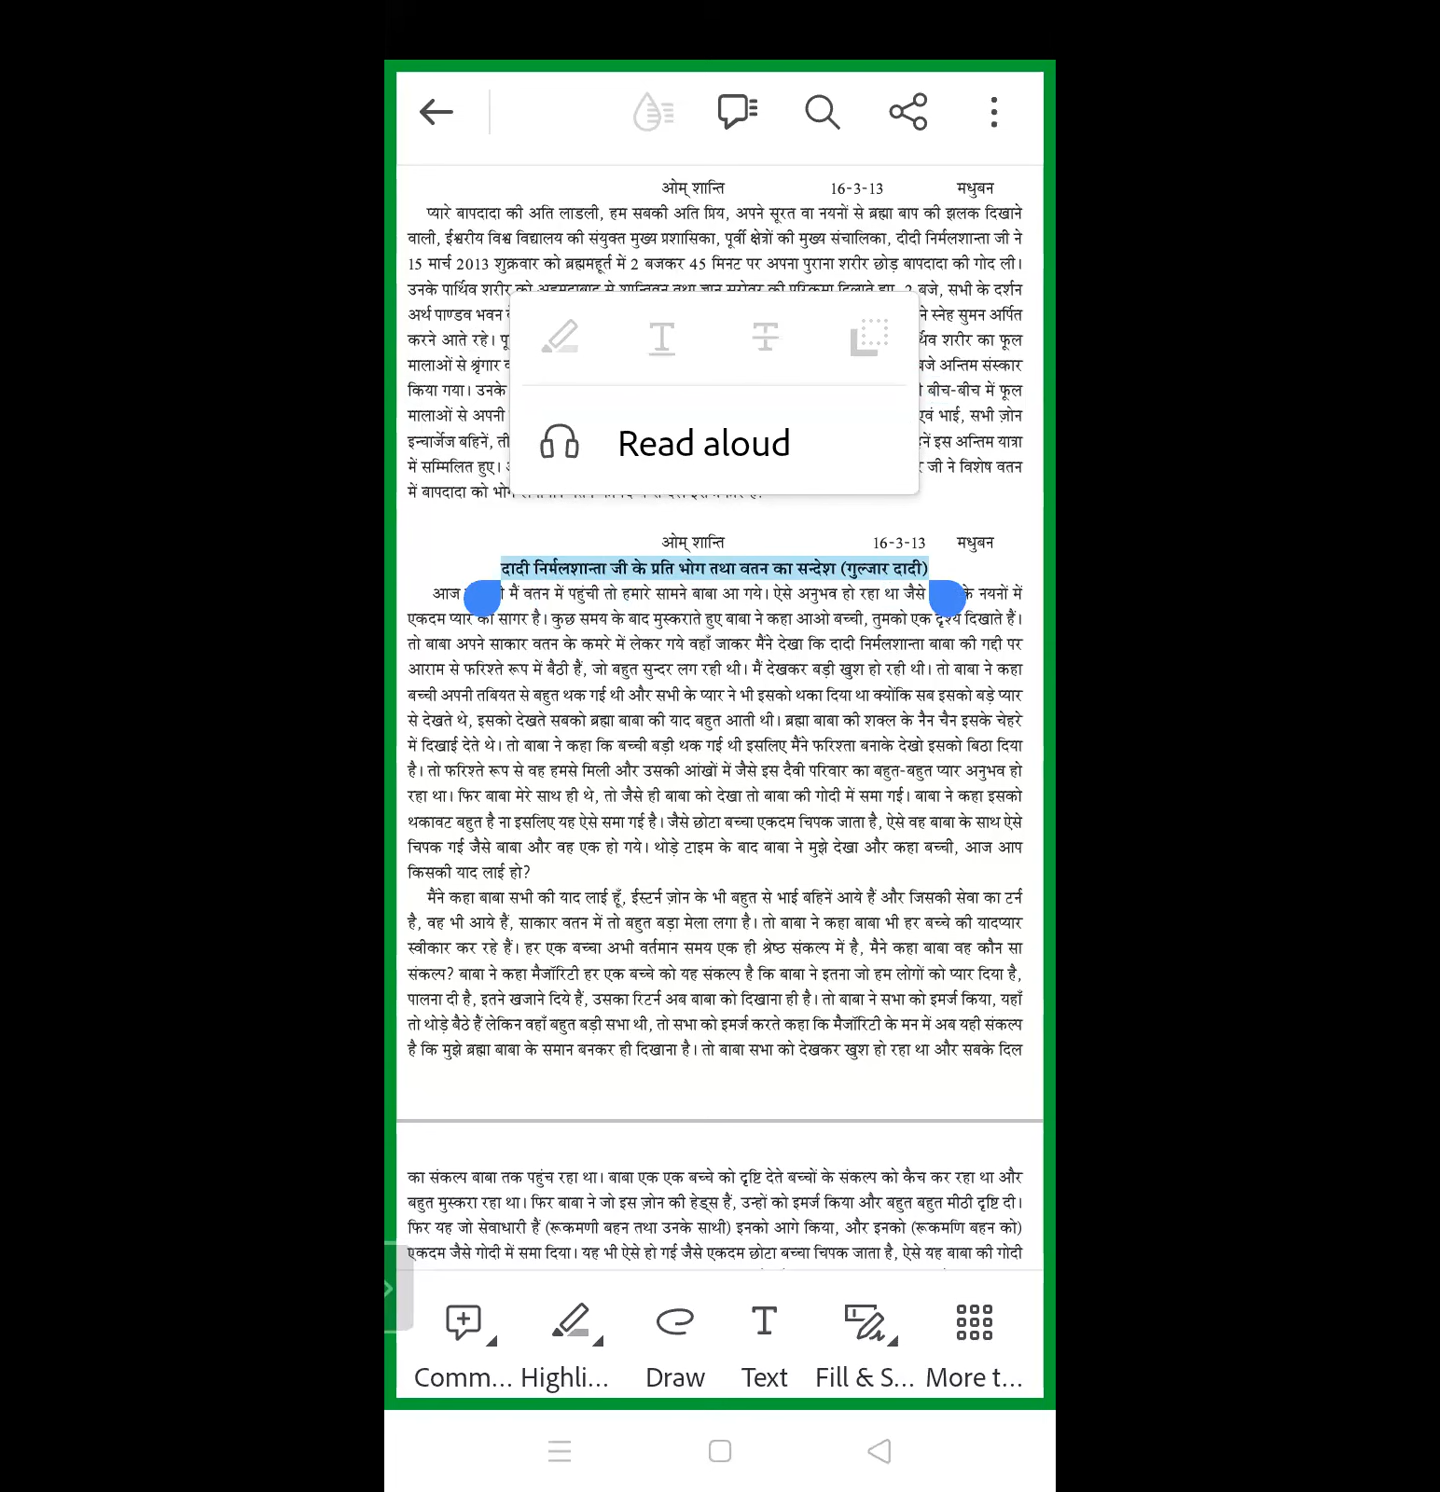 ओम् शान्ति 16-3-13 मधुबन
प्यारे बापदादा की अति लाडली, हम सबकी अति प्रिय, अपने सूरत वा नयनों से ब्रह्मा बाप की झलक दिखाने
वाली, ईश्वरीय विश्व विद्यालय की संयुक्त मुख्य प्रशासिका, पूर्वी क्षेत्रों की मुख्य संचालिका, दीदी निर्मलशान्ता जी ने
15 मार्च 2013 शुक्रवार को ब्रह्ममहूर्त में 2 बजकर 45 मिनट पर अपना पुराना शरीर छोड़ बापदादा की गोद ली।
उनके पार्थिव शरीर को अहमदाबाद से शान्तिवन तथा ज्ञान सरोवर की परिक्रमा दिलाते हुए, 2 बजे, सभी के दर्शन
अर्थ पाण्डव भवन ने स्नेह सुमन अर्पित
करने आते रहे। शरीर का फूल
मालाओं से श्रृंगार अन्तिम संस्कार
किया गया। उनके बीच-बीच में फूल
मालाओं से अपनी एवं भाई, सभी ज़ोन
इन्चार्जेज बहिनें, इस अन्तिम यात्रा
में सम्मिलित हुए। जी ने विशेष वतन
में बापदादा को भोग
Read aloud
ओम् शान्ति 16-3-13 मधुबन
दादी निर्मलशान्ता जी के प्रति भोग तथा वतन का सन्देश (गुल्जार दादी)
आज मैं वतन में पहुंची तो हमारे सामने बाबा आ गये। ऐसे अनुभव हो रहा था जैसे के नयनों में
एकदम प्यार का सागर है। कुछ समय के बाद मुस्कराते हुए बाबा ने कहा आओ बच्ची, तुमको एक दृश्य दिखाते हैं।
तो बाबा अपने साकार वतन के कमरे में लेकर गये वहाँ जाकर मैंने देखा कि दादी निर्मलशान्ता बाबा की गद्दी पर
आराम से फरिश्ते रूप में बैठी हैं, जो बहुत सुन्दर लग रही थी। मैं देखकर बड़ी खुश हो रही थी। तो बाबा ने कहा
बच्ची अपनी तबियत से बहुत थक गई थी और सभी के प्यार ने भी इसको थका दिया था क्योंकि सब इसको बड़े प्यार
से देखते थे, इसको देखते सबको ब्रह्मा बाबा की याद बहुत आती थी। ब्रह्मा बाबा की शक्ल के नैन चैन इसके चेहरे
में दिखाई देते थे। तो बाबा ने कहा कि बच्ची बड़ी थक गई थी इसलिए मैंने फरिश्ता बनाके देखो इसको बिठा दिया
है। तो फरिश्ते रूप से वह हमसे मिली और उसकी आंखों में जैसे इस दैवी परिवार का बहुत-बहुत प्यार अनुभव हो
रहा था। फिर बाबा मेरे साथ ही थे, तो जैसे ही बाबा को देखा तो बाबा की गोदी में समा गई। बाबा ने कहा इसको
थकावट बहुत है ना इसलिए यह ऐसे समा गई है। जैसे छोटा बच्चा एकदम चिपक जाता है, ऐसे वह बाबा के साथ ऐसे
चिपक गई जैसे बाबा और वह एक हो गये। थोड़े टाइम के बाद बाबा ने मुझे देखा और कहा बच्ची, आज आप
किसकी याद लाई हो?
मैंने कहा बाबा सभी की याद लाई हूँ, ईस्टर्न ज़ोन के भी बहुत से भाई बहिनें आये हैं और जिसकी सेवा का टर्न
है, वह भी आये हैं, साकार वतन में तो बहुत बड़ा मेला लगा है। तो बाबा ने कहा बाबा भी हर बच्चे की यादप्यार
स्वीकार कर रहे हैं। हर एक बच्चा अभी वर्तमान समय एक ही श्रेष्ठ संकल्प में है, मैने कहा बाबा वह कौन सा
संकल्प? बाबा ने कहा मैजॉरिटी हर एक बच्चे को यह संकल्प है कि बाबा ने इतना जो हम लोगों को प्यार दिया है,
पालना दी है, इतने खजाने दिये हैं, उसका रिटर्न अब बाबा को दिखाना ही है। तो बाबा ने सभा को इमर्ज किया, यहाँ
तो थोड़े बैठे हैं लेकिन वहाँ बहुत बड़ी सभा थी, तो सभा को इमर्ज करते कहा कि मैजॉरिटी के मन में अब यही संकल्प
है कि मुझे ब्रह्मा बाबा के समान बनकर ही दिखाना है। तो बाबा सभा को देखकर खुश हो रहा था और सबके दिल
का संकल्प बाबा तक पहुंच रहा था। बाबा एक एक बच्चे को दृष्टि देते बच्चों के संकल्प को कैच कर रहा था और
बहुत मुस्करा रहा था। फिर बाबा ने जो इस ज़ोन की हेड्स हैं, उन्हों को इमर्ज किया और बहुत बहुत मीठी दृष्टि दी।
फिर यह जो सेवाधारी हैं (रूकमणी बहन तथा उनके साथी) इनको आगे किया, और इनको (रूकमणि बहन को)
एकदम जैसे गोदी में समा दिया। यह भी ऐसे हो गई जैसे एकदम छोटा बच्चा चिपक जाता है, ऐसे यह बाबा की गोदी
Comm... Highli... Draw Text Fill & S... More t...